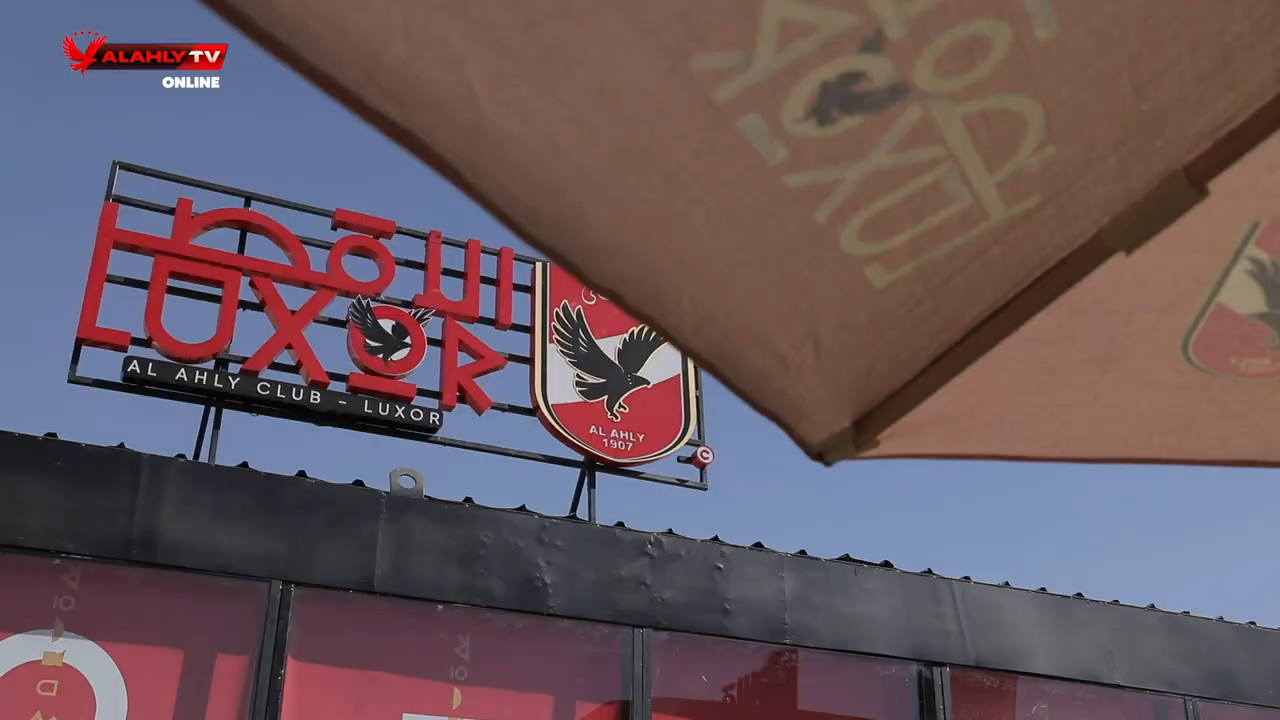 ALAHLY TV
ONLINE
الأقصر
LUXOR
AL AHLY CLUB - LUXOR
AL AHLY
1907
C
LUXOR